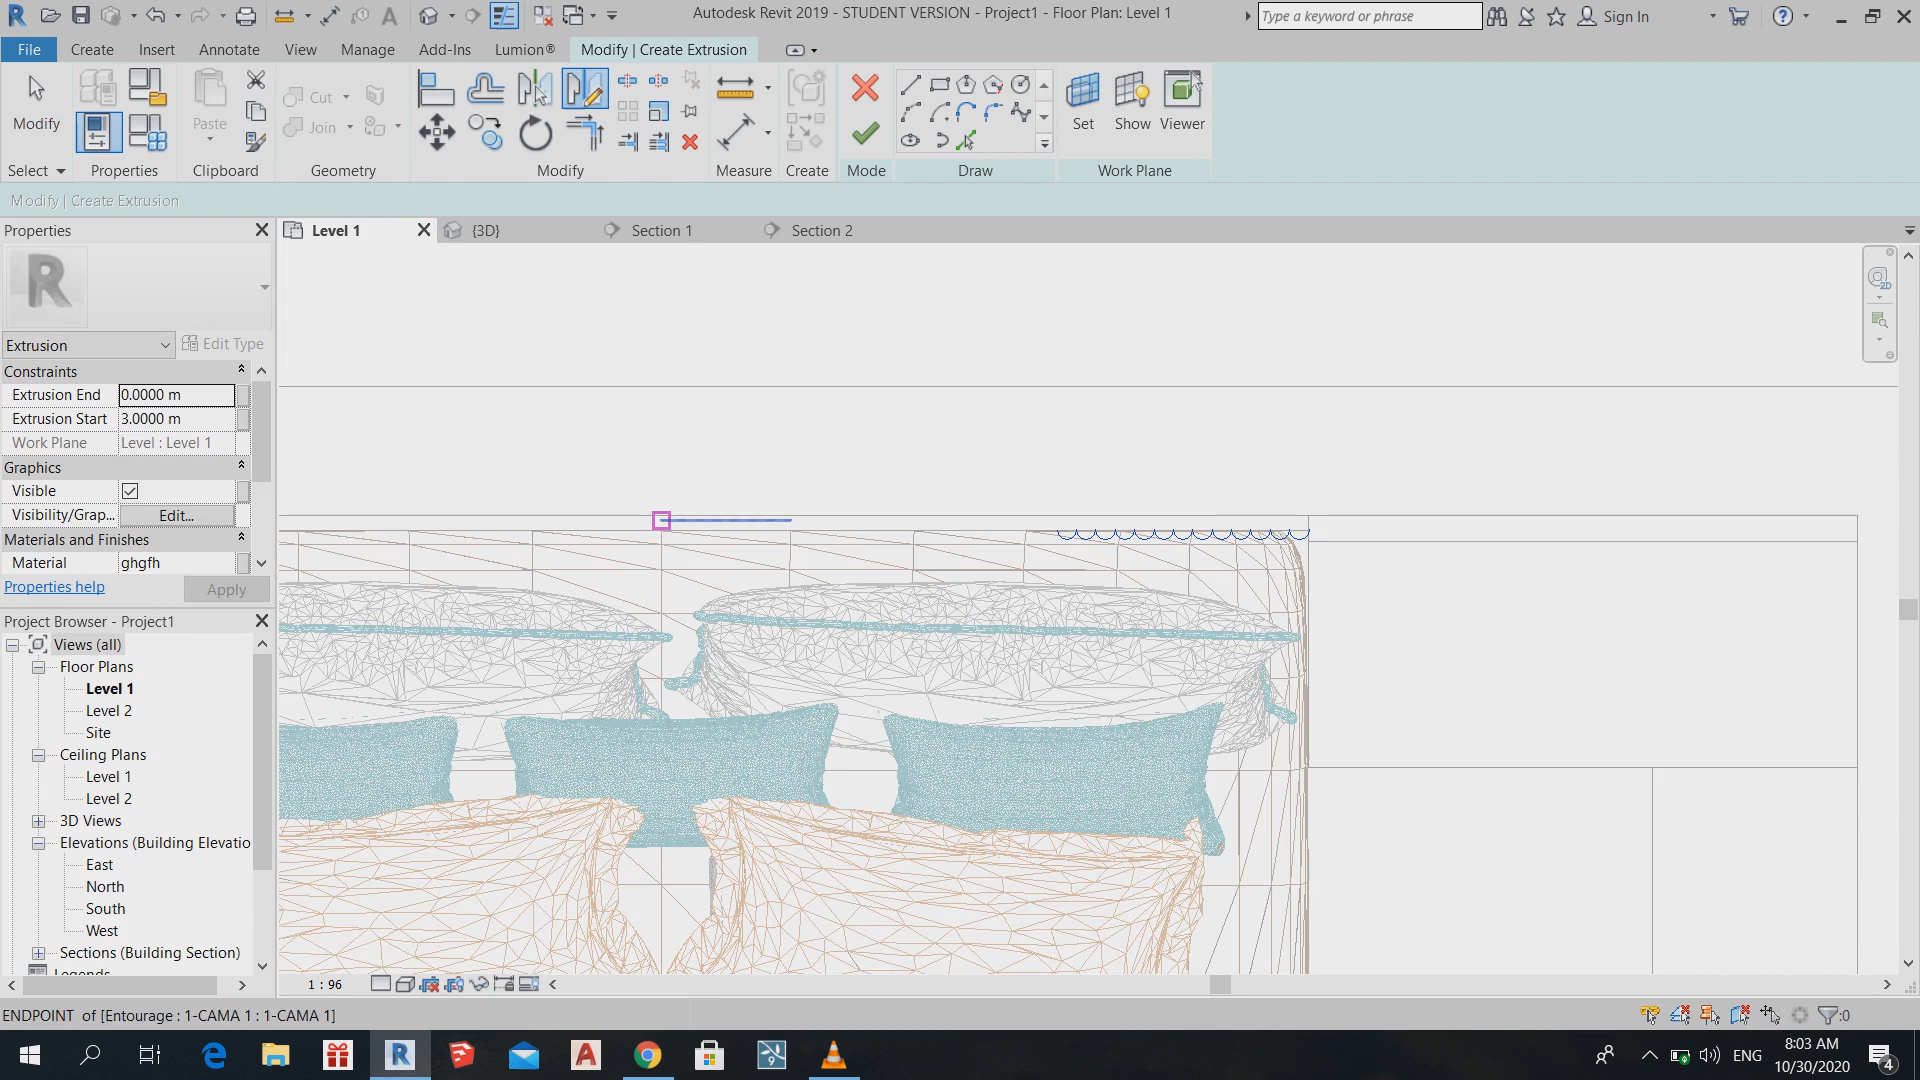 Autodesk Revit 2019 - STUDENT VERSION - Project1 - Floor Plan: Level 1
Type a keyword or phrase
Sign In
File Create Insert Annotate View Manage Add-Ins Lumion® Modify | Create Extrusion
Modify
Paste
Cut
Join
Set Show Viewer
Select Properties Clipboard Geometry Modify Measure Create Mode Draw Work Plane
Modify | Create Extrusion
Properties
Level 1 {3D} Section 1 Section 2
R
2D
Extrusion Edit Type
Constraints
Extrusion End 0.0000 m
Extrusion Start 3.0000 m
Work Plane Level : Level 1
Graphics
Visible
Visibility/Grap... Edit...
Materials and Finishes
Material ghgfh
Properties help Apply
Project Browser - Project1
Views (all)
Floor Plans
Level 1
Level 2
Site
Ceiling Plans
Level 1
Level 2
3D Views
Elevations (Building Elevatio
East
North
South
West
Sections (Building Section)
Legends
1 : 96
ENDPOINT of [Entourage : 1-CAMA 1 : 1-CAMA 1]
:0
ENG
8:03 AM
10/30/2020
4